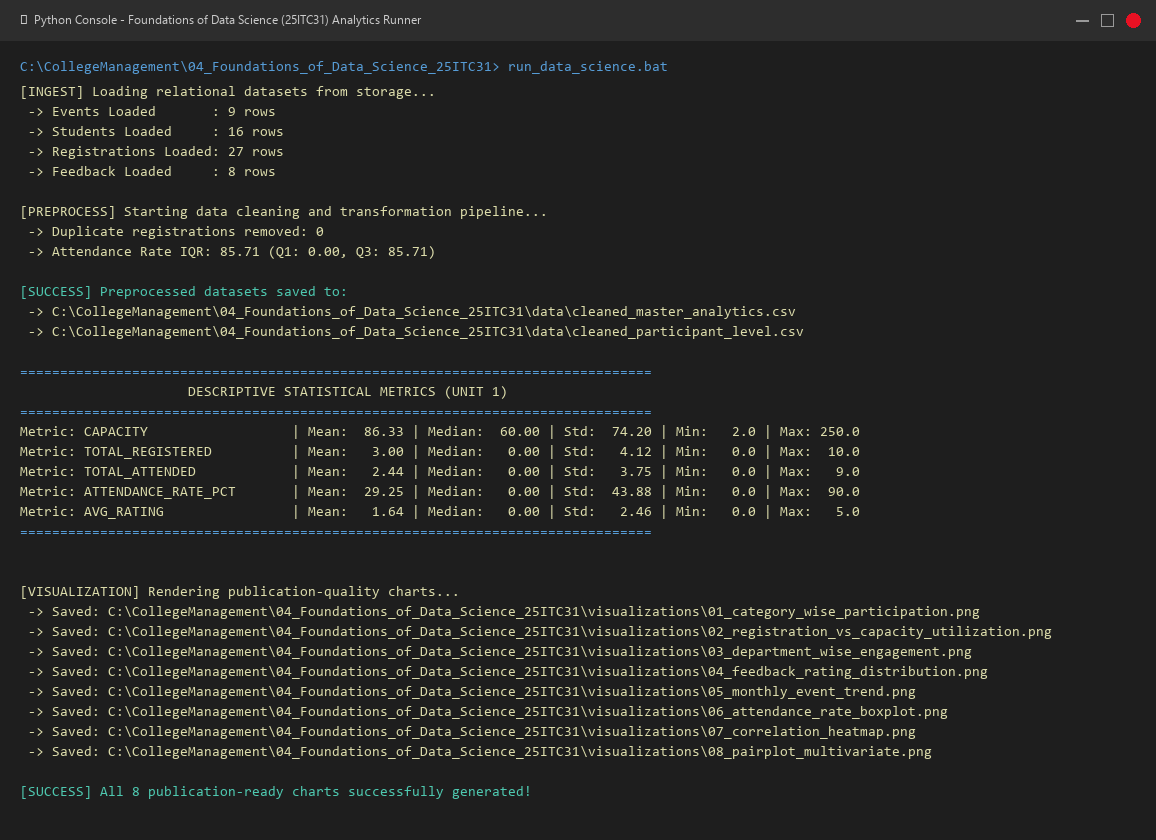 Python Console - Foundations of Data Science (25ITC31) Analytics Runner
C:\CollegeManagement\04_Foundations_of_Data_Science_25ITC31> run_data_science.bat
[INGEST] Loading relational datasets from storage...
 -> Events Loaded       : 9 rows
 -> Students Loaded     : 16 rows
 -> Registrations Loaded: 27 rows
 -> Feedback Loaded     : 8 rows
[PREPROCESS] Starting data cleaning and transformation pipeline...
 -> Duplicate registrations removed: 0
 -> Attendance Rate IQR: 85.71 (Q1: 0.00, Q3: 85.71)
[SUCCESS] Preprocessed datasets saved to:
 -> C:\CollegeManagement\04_Foundations_of_Data_Science_25ITC31\data\cleaned_master_analytics.csv
 -> C:\CollegeManagement\04_Foundations_of_Data_Science_25ITC31\data\cleaned_participant_level.csv
===============================================================================
                     DESCRIPTIVE STATISTICAL METRICS (UNIT 1)
===============================================================================
Metric: CAPACITY                  | Mean:  86.33 | Median:  60.00 | Std:  74.20 | Min:   2.0 | Max: 250.0
Metric: TOTAL_REGISTERED          | Mean:   3.00 | Median:   0.00 | Std:   4.12 | Min:   0.0 | Max:  10.0
Metric: TOTAL_ATTENDED            | Mean:   2.44 | Median:   0.00 | Std:   3.75 | Min:   0.0 | Max:   9.0
Metric: ATTENDANCE_RATE_PCT       | Mean:  29.25 | Median:   0.00 | Std:  43.88 | Min:   0.0 | Max:  90.0
Metric: AVG_RATING                | Mean:   1.64 | Median:   0.00 | Std:   2.46 | Min:   0.0 | Max:   5.0
===============================================================================
[VISUALIZATION] Rendering publication-quality charts...
 -> Saved: C:\CollegeManagement\04_Foundations_of_Data_Science_25ITC31\visualizations\01_category_wise_participation.png
 -> Saved: C:\CollegeManagement\04_Foundations_of_Data_Science_25ITC31\visualizations\02_registration_vs_capacity_utilization.png
 -> Saved: C:\CollegeManagement\04_Foundations_of_Data_Science_25ITC31\visualizations\03_department_wise_engagement.png
 -> Saved: C:\CollegeManagement\04_Foundations_of_Data_Science_25ITC31\visualizations\04_feedback_rating_distribution.png
 -> Saved: C:\CollegeManagement\04_Foundations_of_Data_Science_25ITC31\visualizations\05_monthly_event_trend.png
 -> Saved: C:\CollegeManagement\04_Foundations_of_Data_Science_25ITC31\visualizations\06_attendance_rate_boxplot.png
 -> Saved: C:\CollegeManagement\04_Foundations_of_Data_Science_25ITC31\visualizations\07_correlation_heatmap.png
 -> Saved: C:\CollegeManagement\04_Foundations_of_Data_Science_25ITC31\visualizations\08_pairplot_multivariate.png
[SUCCESS] All 8 publication-ready charts successfully generated!